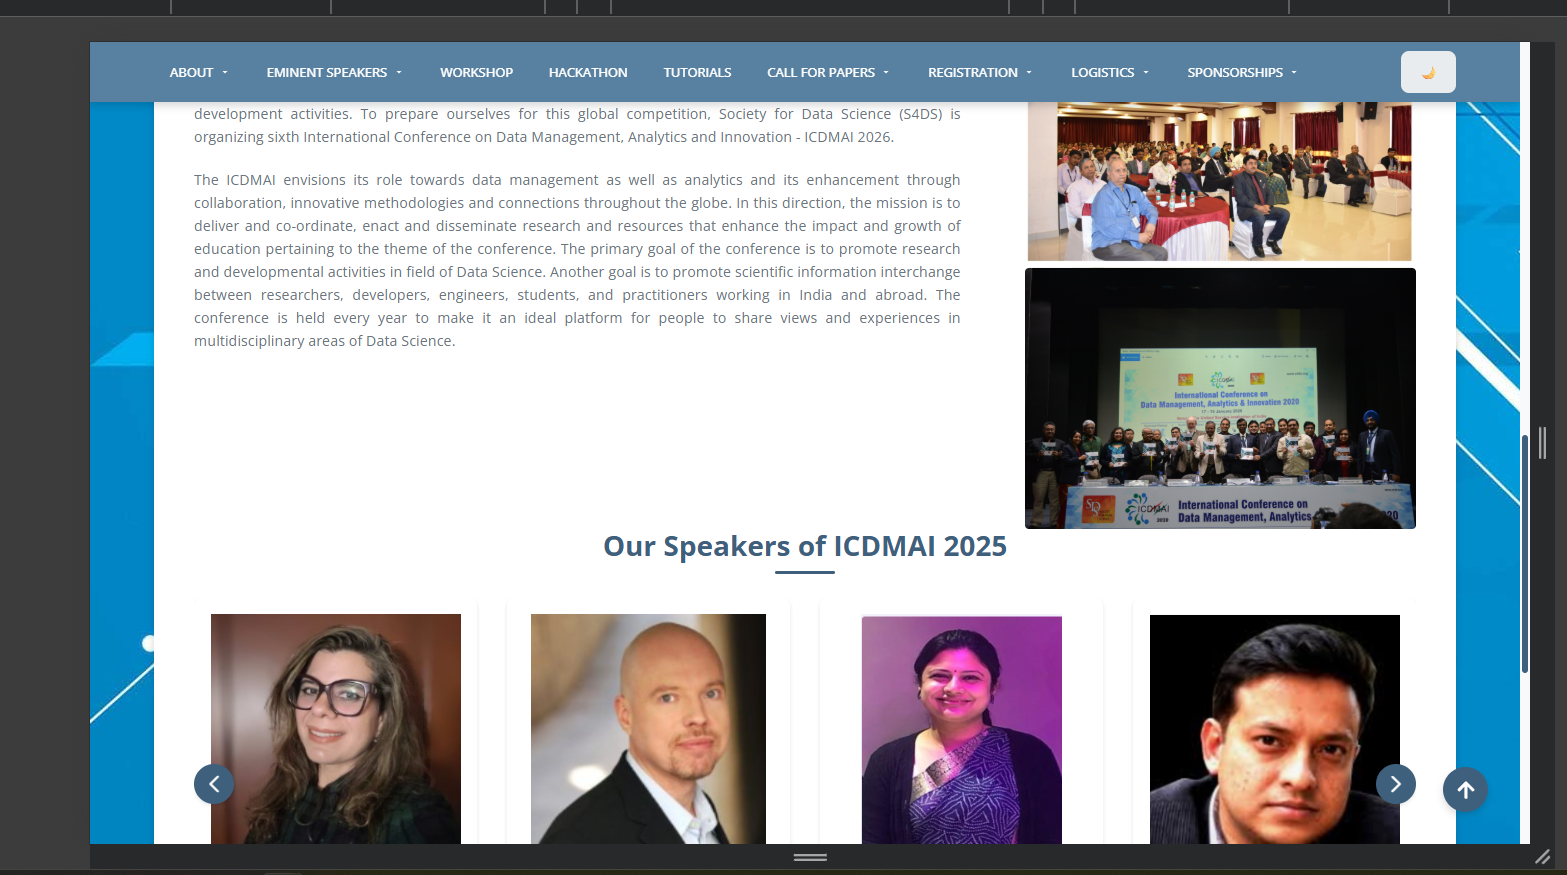 ABOUT EMINENT SPEAKERS WORKSHOP HACKATHON TUTORIALS CALL FOR PAPERS REGISTRATION LOGISTICS SPONSORSHIPS
development activities. To prepare ourselves for this global competition, Society for Data Science (S4DS) is
organizing sixth International Conference on Data Management, Analytics and Innovation - ICDMAI 2026.
The ICDMAI envisions its role towards data management as well as analytics and its enhancement through
collaboration, innovative methodologies and connections throughout the globe. In this direction, the mission is to
deliver and co-ordinate, enact and disseminate research and resources that enhance the impact and growth of
education pertaining to the theme of the conference. The primary goal of the conference is to promote research
and developmental activities in field of Data Science. Another goal is to promote scientific information interchange
between researchers, developers, engineers, students, and practitioners working in India and abroad. The
conference is held every year to make it an ideal platform for people to share views and experiences in
multidisciplinary areas of Data Science.
ICDMAI
International Conference on
Data Management, Analytics & Innovation 2020
17 - 19 January 2020
ICDMAI
2020
International Conference on
Data Management, Analytics
2020
Our Speakers of ICDMAI 2025